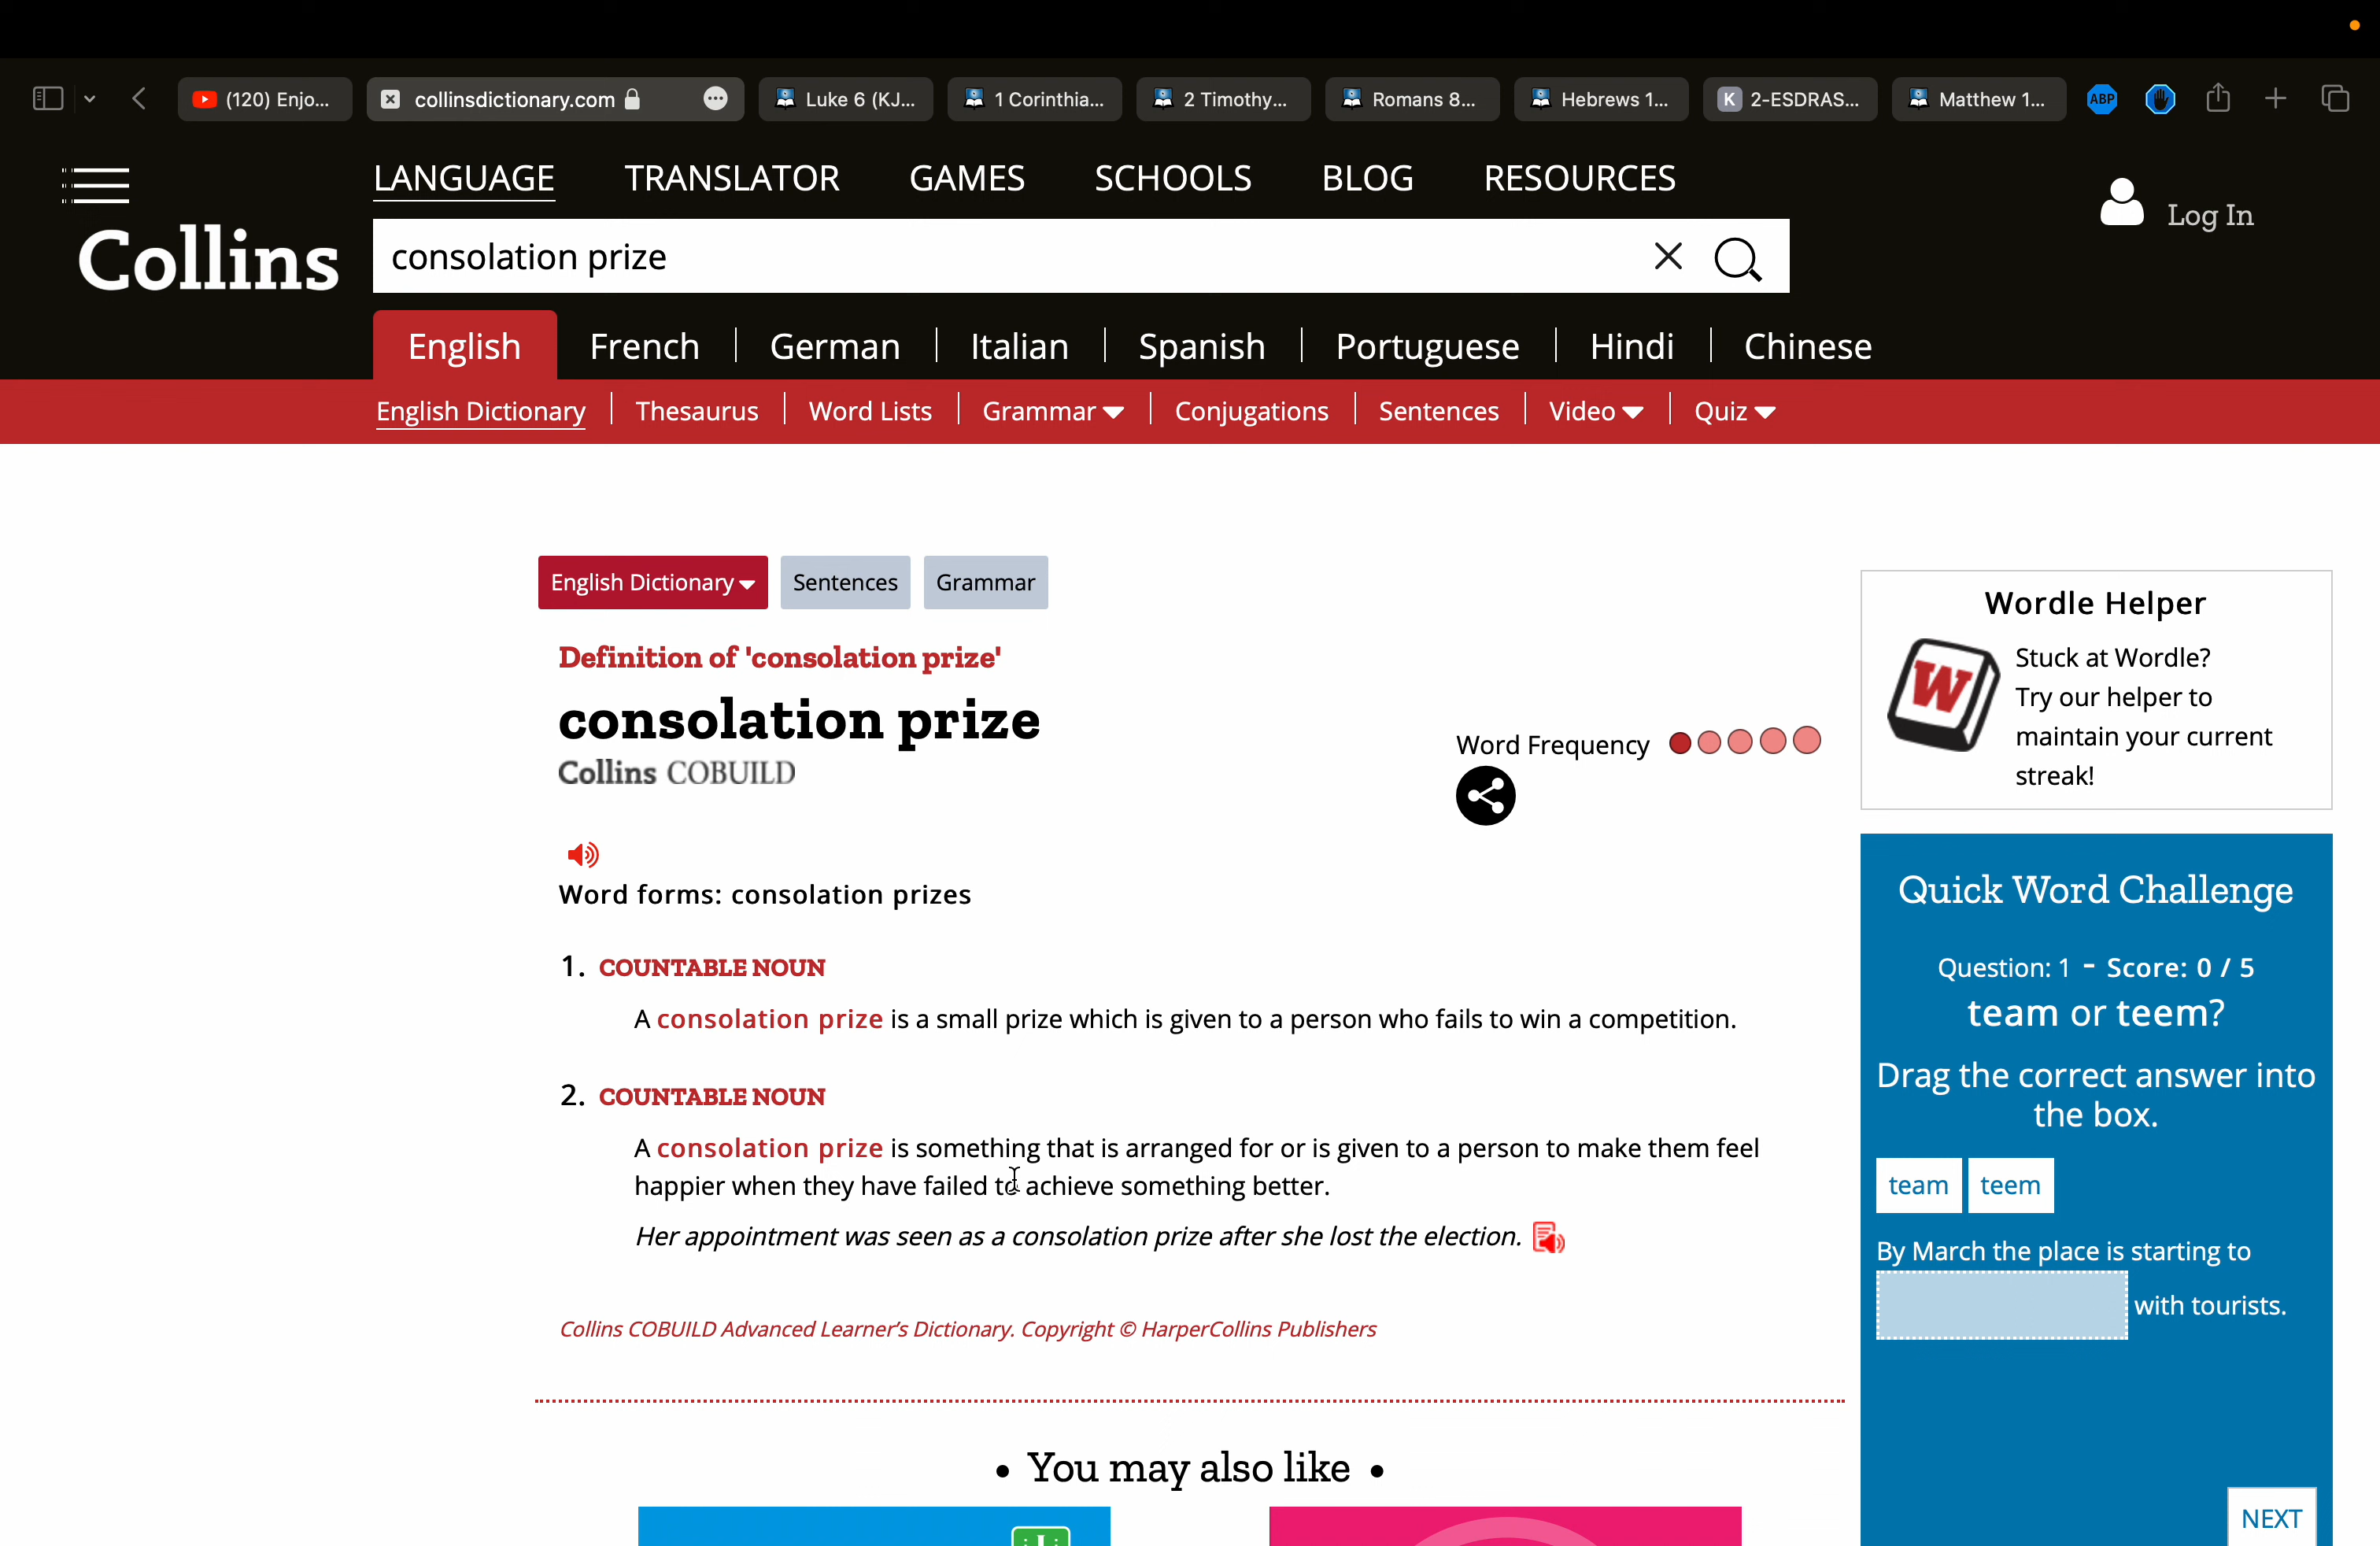 (120) Enjo...
collinsdictionary.com
Luke 6 (KJ...
1 Corinthia...
2 Timothy...
Romans 8...
Hebrews 1...
K 2-ESDRAS...
Matthew 1...
ABP
LANGUAGE TRANSLATOR GAMES SCHOOLS BLOG RESOURCES
Log In
Collins
consolation prize
English French German Italian Spanish Portuguese Hindi Chinese
English Dictionary Thesaurus Word Lists Grammar Conjugations Sentences Video Quiz
English Dictionary Sentences Grammar
Definition of 'consolation prize'
consolation prize
Collins COBUILD
Word Frequency
Word forms: consolation prizes
1. COUNTABLE NOUN
A consolation prize is a small prize which is given to a person who fails to win a competition.
2. COUNTABLE NOUN
A consolation prize is something that is arranged for or is given to a person to make them feel
happier when they have failed to achieve something better.
Her appointment was seen as a consolation prize after she lost the election.
Collins COBUILD Advanced Learner's Dictionary. Copyright © HarperCollins Publishers
• You may also like •
Wordle Helper
W
Stuck at Wordle?
Try our helper to
maintain your current
streak!
Quick Word Challenge
Question: 1 - Score: 0 / 5
team or teem?
Drag the correct answer into
the box.
team teem
By March the place is starting to
with tourists.
NEXT